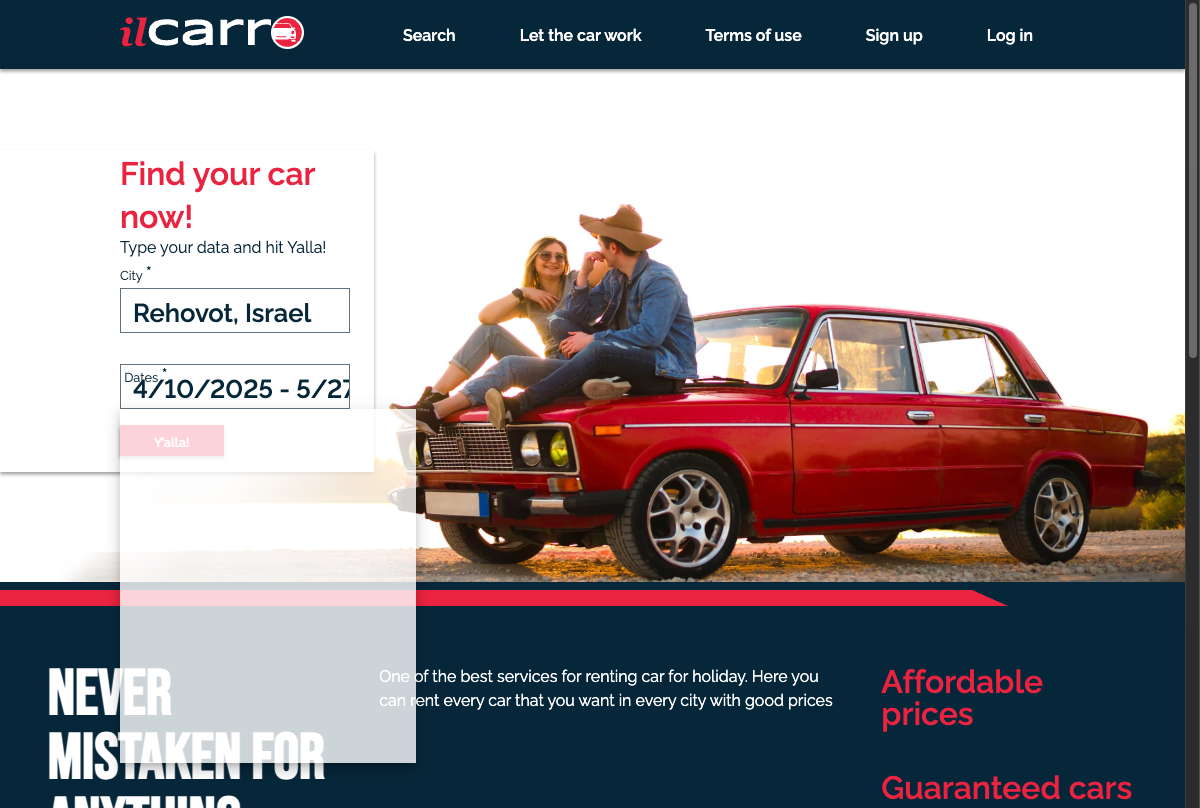 ilcarro
Search
Let the car work
Terms of use
Sign up
Log in
Find your car
now!
Type your data and hit Yalla!
City *
Rehovot, Israel
Dates *
4/10/2025 - 5/27
Y'alla!
NEVER
MISTAKEN FOR
ANYTHING
One of the best services for renting car for holiday. Here you
can rent every car that you want in every city with good prices
Affordable
prices
Guaranteed cars